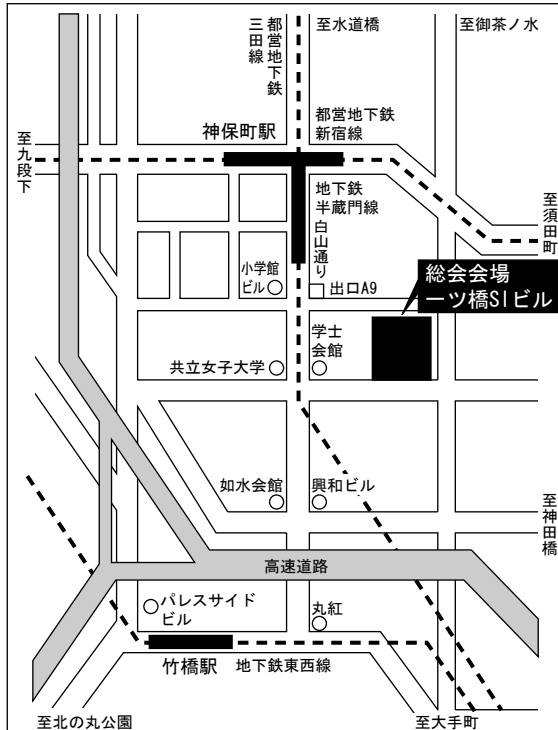 至水道橋
至御茶ノ水
都営地下鉄
三田線
都営地下鉄
新宿線
神保町駅
至九段下
地下鉄
半蔵門線
至須田町
白山通り
小学館
ビル
出口A9
総会会場
一ツ橋SIビル
学士
会館
共立女子大学
如水会館
興和ビル
至神田橋
高速道路
パレスサイド
ビル
丸紅
竹橋駅
地下鉄東西線
至北の丸公園
至大手町